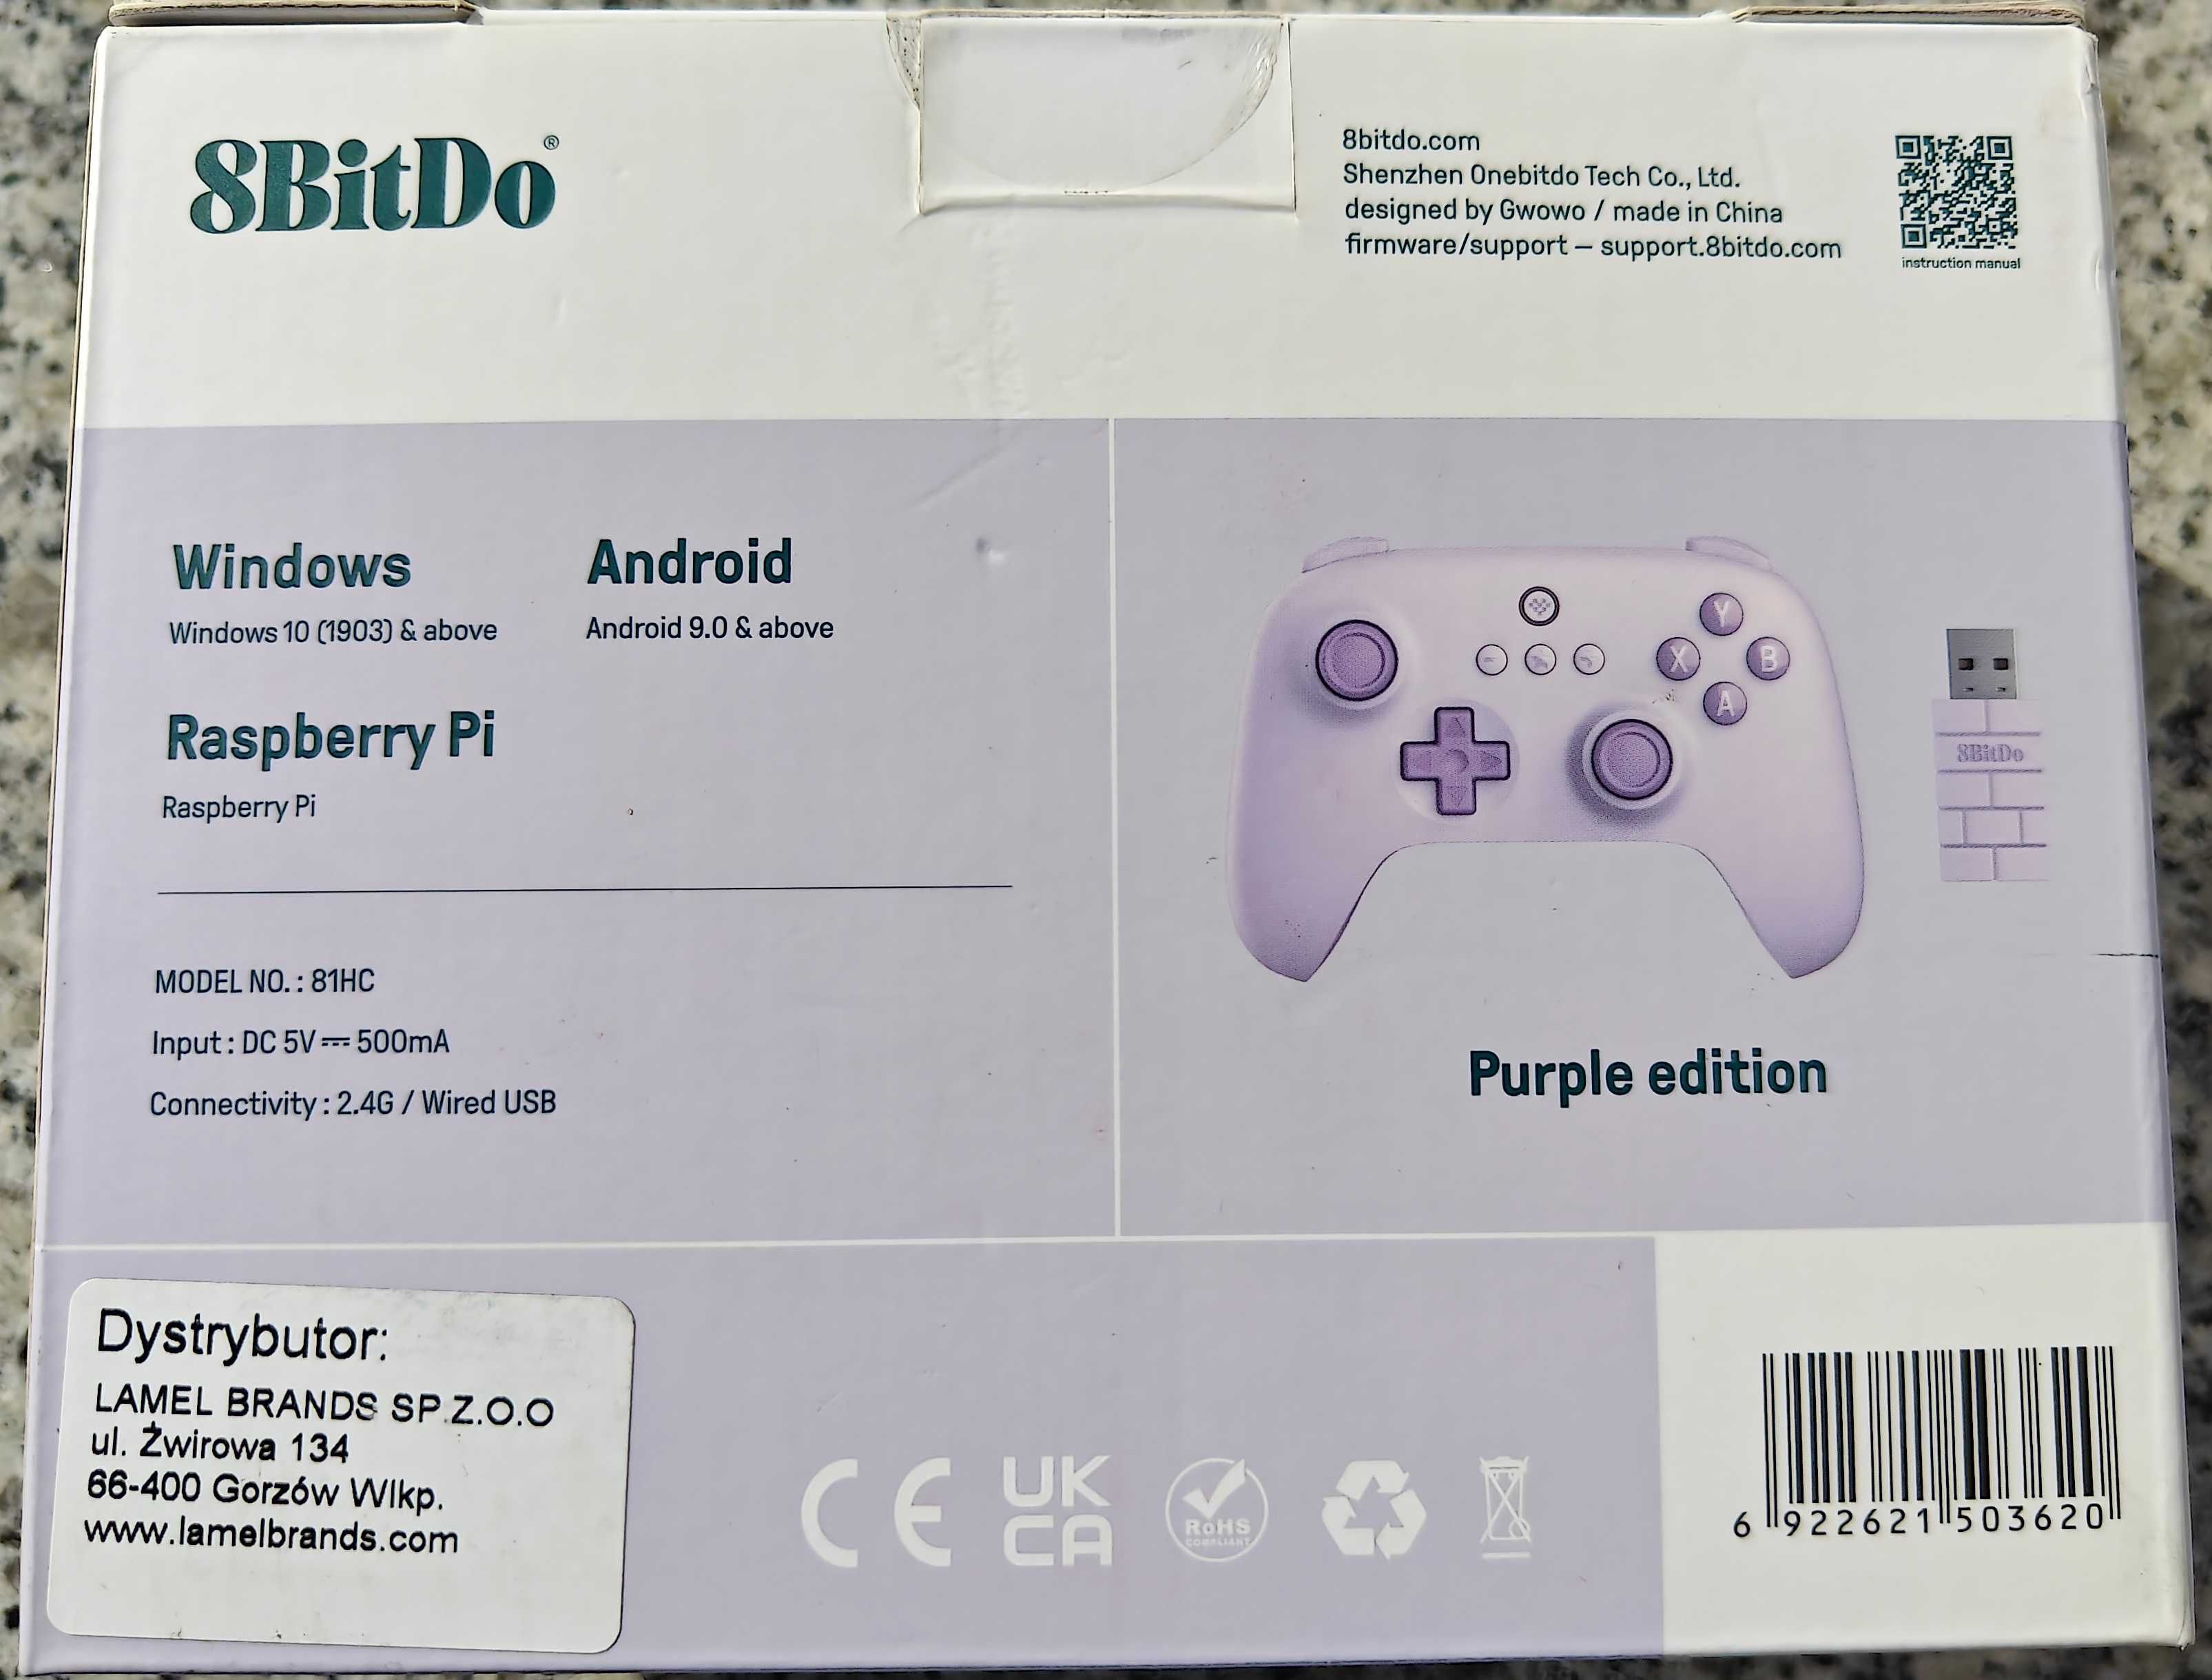 8BitDo®
8bitdo.com
Shenzhen Onebitdo Tech Co., Ltd.
designed by Gwowo / made in China
firmware/support – support.8bitdo.com
instruction manual
Windows
Windows 10 (1903) & above
Android
Android 9.0 & above
Raspberry Pi
Raspberry Pi
MODEL NO.: 81HC
Input: DC 5V⎓500mA
Connectivity: 2.4G / Wired USB
Y
X
B
A
8BitDo
Purple edition
Dystrybutor:
LAMEL BRANDS SP.Z.O.O
ul. Żwirowa 134
66-400 Gorzów Wlkp.
www.lamelbrands.com
CE
UK
CA
RoHS
COMPLIANT
6 922621 503620